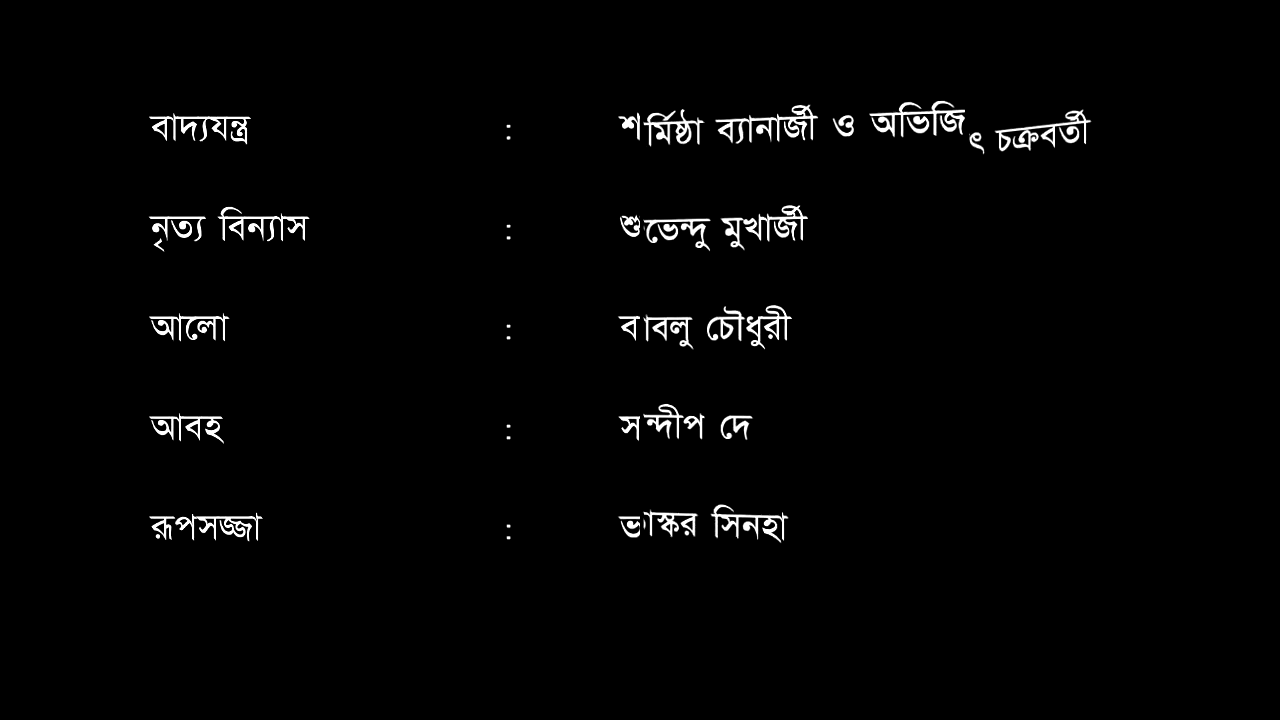 বাদ্যযন্ত্র : শর্মিষ্ঠা ব্যানার্জী ও অভিজিৎ চক্রবর্তী
নৃত্য বিন্যাস : শুভেন্দু মুখার্জী
আলো : বাবলু চৌধুরী
আবহ : সন্দীপ দে
রূপসজ্জা : ভাস্কর সিনহা